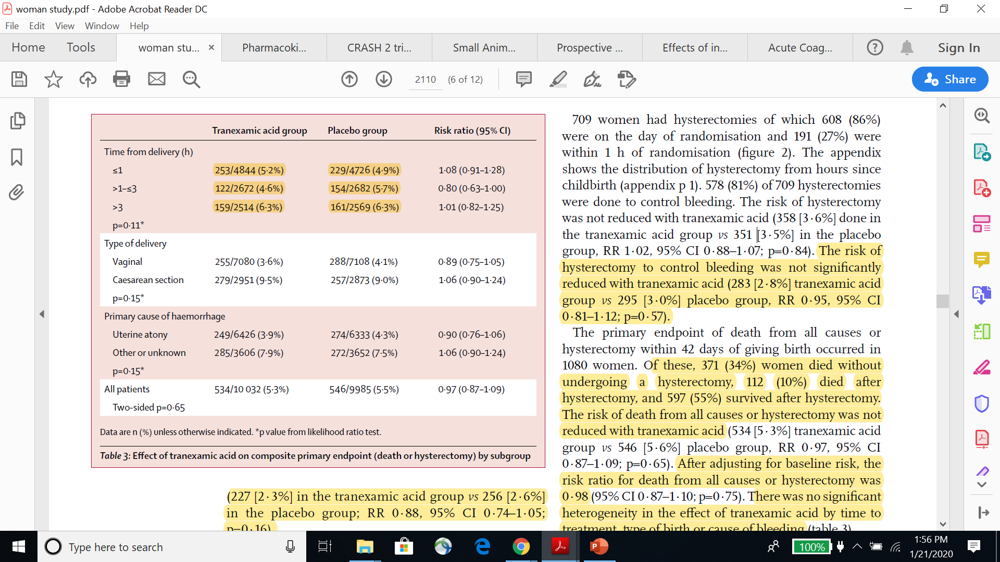 woman study.pdf - Adobe Acrobat Reader DC
File Edit View Window Help
Home Tools woman stu... × Pharmacoki... CRASH 2 tri... Small Anim... Prospective ... Effects of in... Acute Coag... Sign In
2110 (6 of 12) Share
Tranexamic acid group Placebo group Risk ratio (95% CI)
Time from delivery (h)
≤1 253/4844 (5·2%) 229/4726 (4·9%) 1·08 (0·91–1·28)
>1–≤3 122/2672 (4·6%) 154/2682 (5·7%) 0·80 (0·63–1·00)
>3 159/2514 (6·3%) 161/2569 (6·3%) 1·01 (0·82–1·25)
p=0·11*
Type of delivery
Vaginal 255/7080 (3·6%) 288/7108 (4·1%) 0·89 (0·75–1·05)
Caesarean section 279/2951 (9·5%) 257/2873 (9·0%) 1·06 (0·90–1·24)
p=0·15*
Primary cause of haemorrhage
Uterine atony 249/6426 (3·9%) 274/6333 (4·3%) 0·90 (0·76–1·06)
Other or unknown 285/3606 (7·9%) 272/3652 (7·5%) 1·06 (0·90–1·24)
p=0·15*
All patients 534/10 032 (5·3%) 546/9985 (5·5%) 0·97 (0·87–1·09)
Two-sided p=0·65
Data are n (%) unless otherwise indicated. *p value from likelihood ratio test.
Table 3: Effect of tranexamic acid on composite primary endpoint (death or hysterectomy) by subgroup
(227 [2·3%] in the tranexamic acid group vs 256 [2·6%]
in the placebo group; RR 0·88, 95% CI 0·74–1·05;
p=0·16).
709 women had hysterectomies of which 608 (86%)
were on the day of randomisation and 191 (27%) were
within 1 h of randomisation (figure 2). The appendix
shows the distribution of hysterectomy from hours since
childbirth (appendix p 1). 578 (81%) of 709 hysterectomies
were done to control bleeding. The risk of hysterectomy
was not reduced with tranexamic acid (358 [3·6%] done in
the tranexamic acid group vs 351 [3·5%] in the placebo
group, RR 1·02, 95% CI 0·88–1·07; p=0·84). The risk of
hysterectomy to control bleeding was not significantly
reduced with tranexamic acid (283 [2·8%] tranexamic acid
group vs 295 [3·0%] placebo group, RR 0·95, 95% CI
0·81–1·12; p=0·57).
The primary endpoint of death from all causes or
hysterectomy within 42 days of giving birth occurred in
1080 women. Of these, 371 (34%) women died without
undergoing a hysterectomy, 112 (10%) died after
hysterectomy, and 597 (55%) survived after hysterectomy.
The risk of death from all causes or hysterectomy was not
reduced with tranexamic acid (534 [5·3%] tranexamic acid
group vs 546 [5·6%] placebo group, RR 0·97, 95% CI
0·87–1·09; p=0·65). After adjusting for baseline risk, the
risk ratio for death from all causes or hysterectomy was
0·98 (95% CI 0·87–1·10; p=0·75). There was no significant
heterogeneity in the effect of tranexamic acid by time to
treatment, type of birth or cause of bleeding (table 3).
Type here to search
100% 1:56 PM
1/21/2020